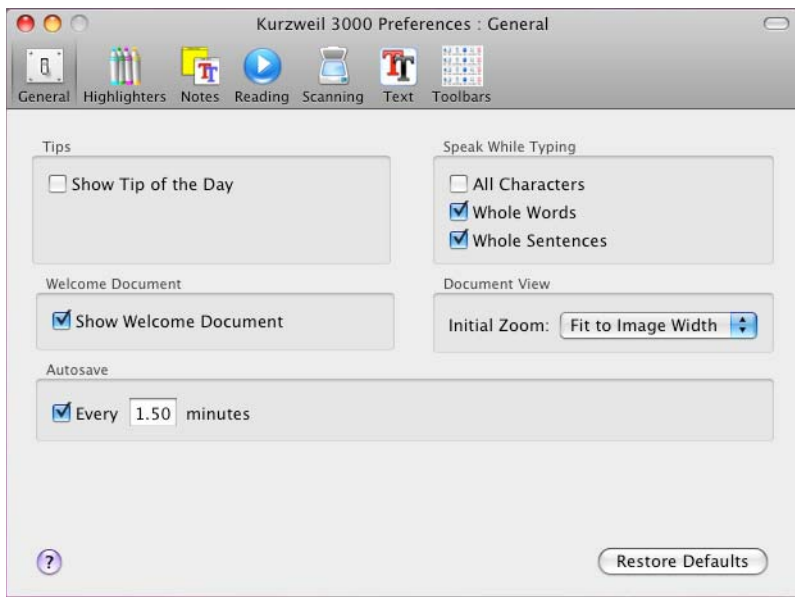 Kurzweil 3000 Preferences : General
General Highlighters Notes Reading Scanning Text Toolbars
Tips
Show Tip of the Day
Speak While Typing
All Characters
Whole Words
Whole Sentences
Welcome Document
Show Welcome Document
Document View
Initial Zoom: Fit to Image Width
Autosave
Every 1.50 minutes
?
Restore Defaults